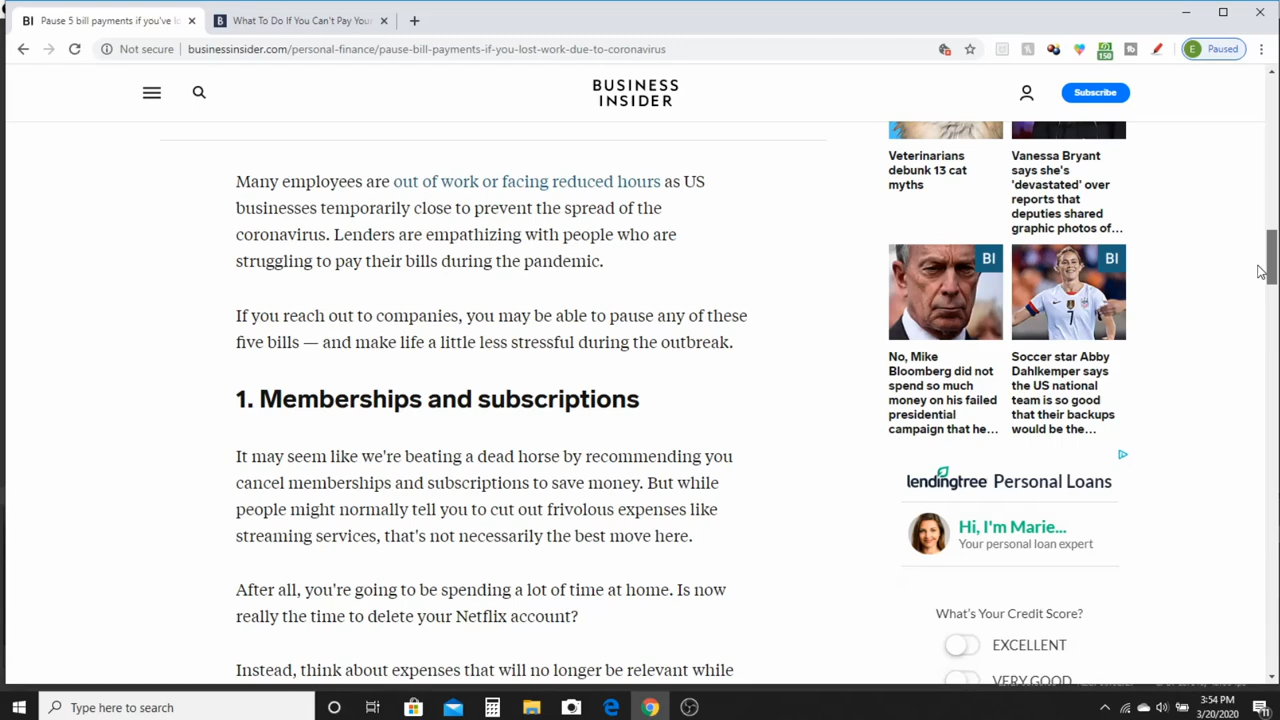 BI Pause 5 bill payments if you've lo
B What To Do If You Can't Pay Your
Not secure businessinsider.com/personal-finance/pause-bill-payments-if-you-lost-work-due-to-coronavirus
158
E Paused
BUSINESS
INSIDER
Subscribe
Many employees are out of work or facing reduced hours as US
businesses temporarily close to prevent the spread of the
coronavirus. Lenders are empathizing with people who are
struggling to pay their bills during the pandemic.
If you reach out to companies, you may be able to pause any of these
five bills — and make life a little less stressful during the outbreak.
1. Memberships and subscriptions
It may seem like we're beating a dead horse by recommending you
cancel memberships and subscriptions to save money. But while
people might normally tell you to cut out frivolous expenses like
streaming services, that's not necessarily the best move here.
After all, you're going to be spending a lot of time at home. Is now
really the time to delete your Netflix account?
Instead, think about expenses that will no longer be relevant while
Veterinarians
debunk 13 cat
myths
Vanessa Bryant
says she's
'devastated' over
reports that
deputies shared
graphic photos of...
BI
BI
7
No, Mike
Bloomberg did not
spend so much
money on his failed
presidential
campaign that he...
Soccer star Abby
Dahlkemper says
the US national
team is so good
that their backups
would be the...
lendingtree Personal Loans
Hi, I'm Marie...
Your personal loan expert
What's Your Credit Score?
EXCELLENT
VERY GOOD
Type here to search
3:54 PM
3/20/2020
11